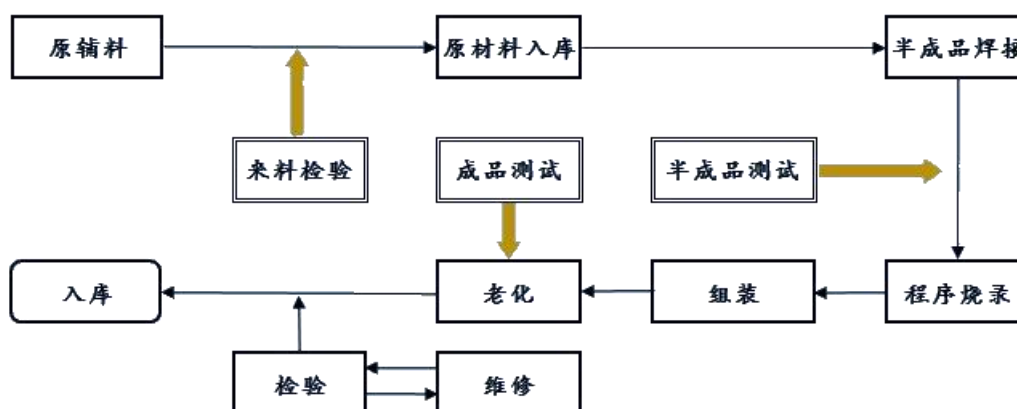 原辅料
原材料入库
半成品焊接
来料检验
成品测试
半成品测试
入库
老化
组装
程序烧录
检验
维修